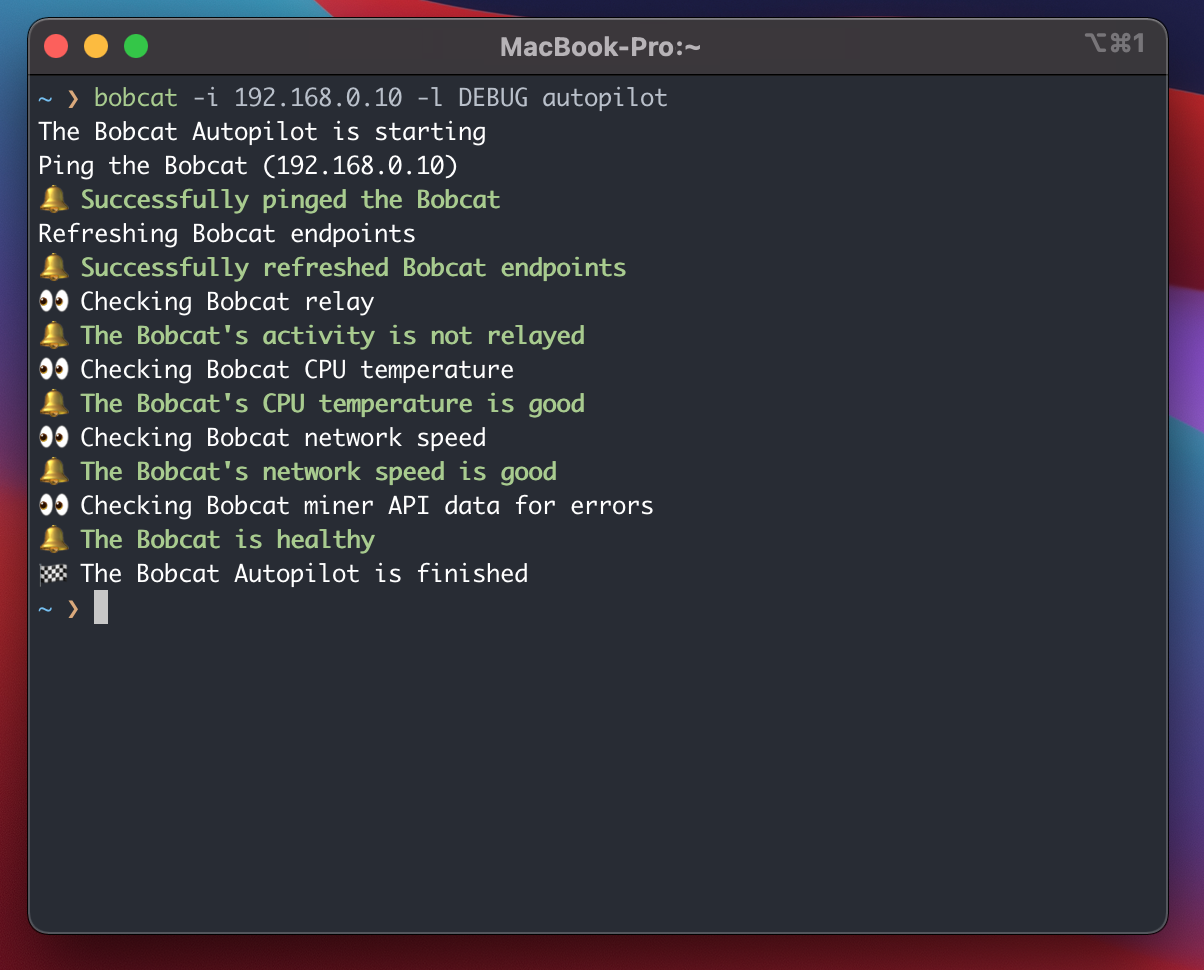 MacBook-Pro:~
⌥⌘1
~ ❯ bobcat -i 192.168.0.10 -l DEBUG autopilot
The Bobcat Autopilot is starting
Ping the Bobcat (192.168.0.10)
🔔 Successfully pinged the Bobcat
Refreshing Bobcat endpoints
🔔 Successfully refreshed Bobcat endpoints
👀 Checking Bobcat relay
🔔 The Bobcat's activity is not relayed
👀 Checking Bobcat CPU temperature
🔔 The Bobcat's CPU temperature is good
👀 Checking Bobcat network speed
🔔 The Bobcat's network speed is good
👀 Checking Bobcat miner API data for errors
🔔 The Bobcat is healthy
🏁 The Bobcat Autopilot is finished
~ ❯